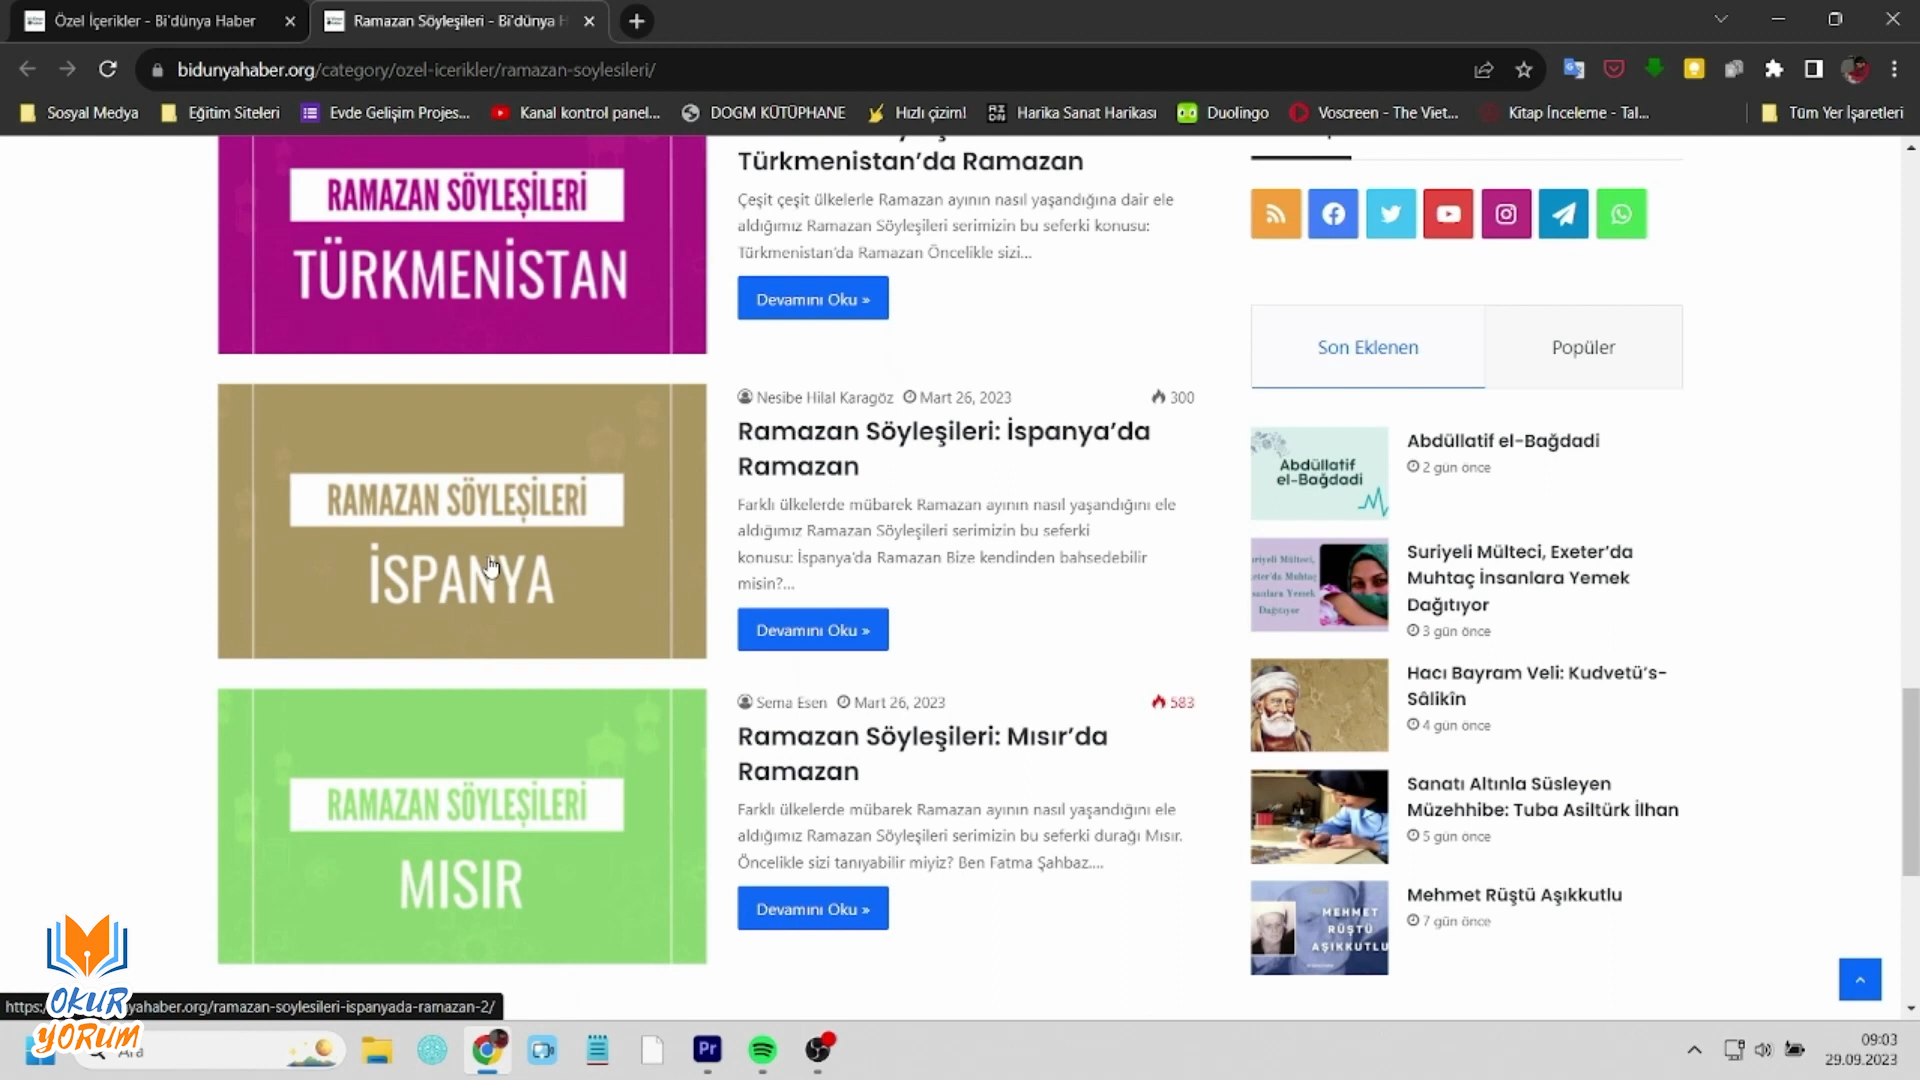 Özel İçerikler - Bi'dünya Haber
Ramazan Söyleşileri - Bi'dünya H
bidunyahaber.org/category/ozel-icerikler/ramazan-soylesileri/
Sosyal Medya
Eğitim Siteleri
Evde Gelişim Projes...
Kanal kontrol panel...
DOGM KÜTÜPHANE
Hızlı çizim!
Harika Sanat Harikası
Duolingo
Voscreen - The Viet...
Kitap İnceleme - Tal...
Tüm Yer İşaretleri
RAMAZAN SÖYLEŞİLERİ
TÜRKMENİSTAN
Türkmenistan'da Ramazan
Çeşit çeşit ülkelerle Ramazan ayının nasıl yaşandığına dair ele
aldığımız Ramazan Söyleşileri serimizin bu seferki konusu:
Türkmenistan'da Ramazan Öncelikle sizi...
Devamını Oku »
RAMAZAN SÖYLEŞİLERİ
İSPANYA
Nesibe Hilal Karagöz Mart 26, 2023 300
Ramazan Söyleşileri: İspanya'da
Ramazan
Farklı ülkelerde mübarek Ramazan ayının nasıl yaşandığını ele
aldığımız Ramazan Söyleşileri serimizin bu seferki
konusu: İspanya'da Ramazan Bize kendinden bahsedebilir
misin?...
Devamını Oku »
RAMAZAN SÖYLEŞİLERİ
MISIR
Sema Esen Mart 26, 2023 583
Ramazan Söyleşileri: Mısır'da
Ramazan
Farklı ülkelerde mübarek Ramazan ayının nasıl yaşandığını ele
aldığımız Ramazan Söyleşileri serimizin bu seferki durağı Mısır.
Öncelikle sizi tanıyabilir miyiz? Ben Fatma Şahbaz....
Devamını Oku »
Son Eklenen
Popüler
Abdüllatif
el-Bağdadi
Abdüllatif el-Bağdadi
2 gün önce
Suriyeli Mülteci, Exeter'da
Muhtaç İnsanlara Yemek
Dağıtıyor
3 gün önce
Hacı Bayram Veli: Kudvetü's-
Sâlikîn
4 gün önce
Sanatı Altınla Süsleyen
Müzehhibe: Tuba Asiltürk İlhan
5 gün önce
MEHMET
RÜŞTÜ
AŞIKKUTLU
Mehmet Rüştü Aşıkkutlu
7 gün önce
https: yahaber.org/ramazan-soylesileri-ispanyada-ramazan-2/
OKUR
YORUM
Ara
Pr
09:03
29.09.2023